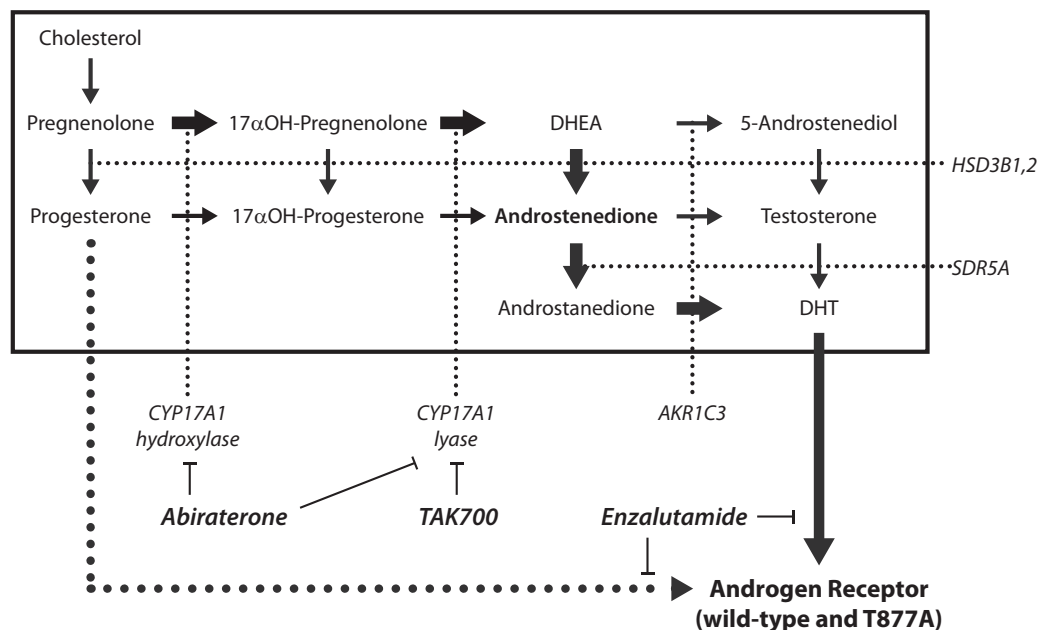 Cholesterol
Pregnenolone 17αOH-Pregnenolone DHEA 5-Androstenediol
HSD3B1,2
Progesterone 17αOH-Progesterone Androstenedione Testosterone
SDR5A
Androstanedione DHT
CYP17A1 CYP17A1 AKR1C3
hydroxylase lyase
Abiraterone TAK700 Enzalutamide
Androgen Receptor
(wild-type and T877A)